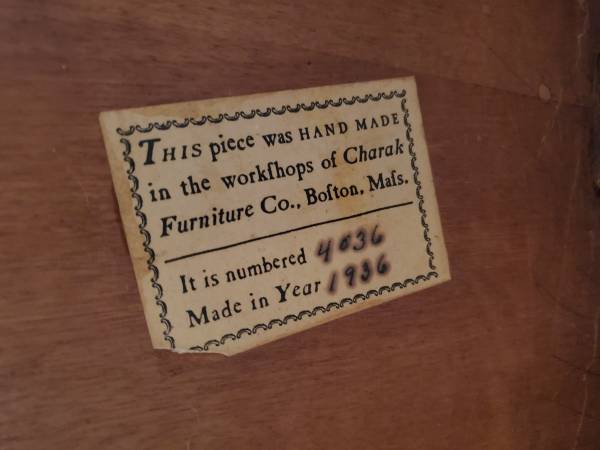 THIS piece was HAND MADE
in the workſhops of Charak
Furniture Co., Boſton, Maſs.
It is numbered 4036
Made in Year 1936